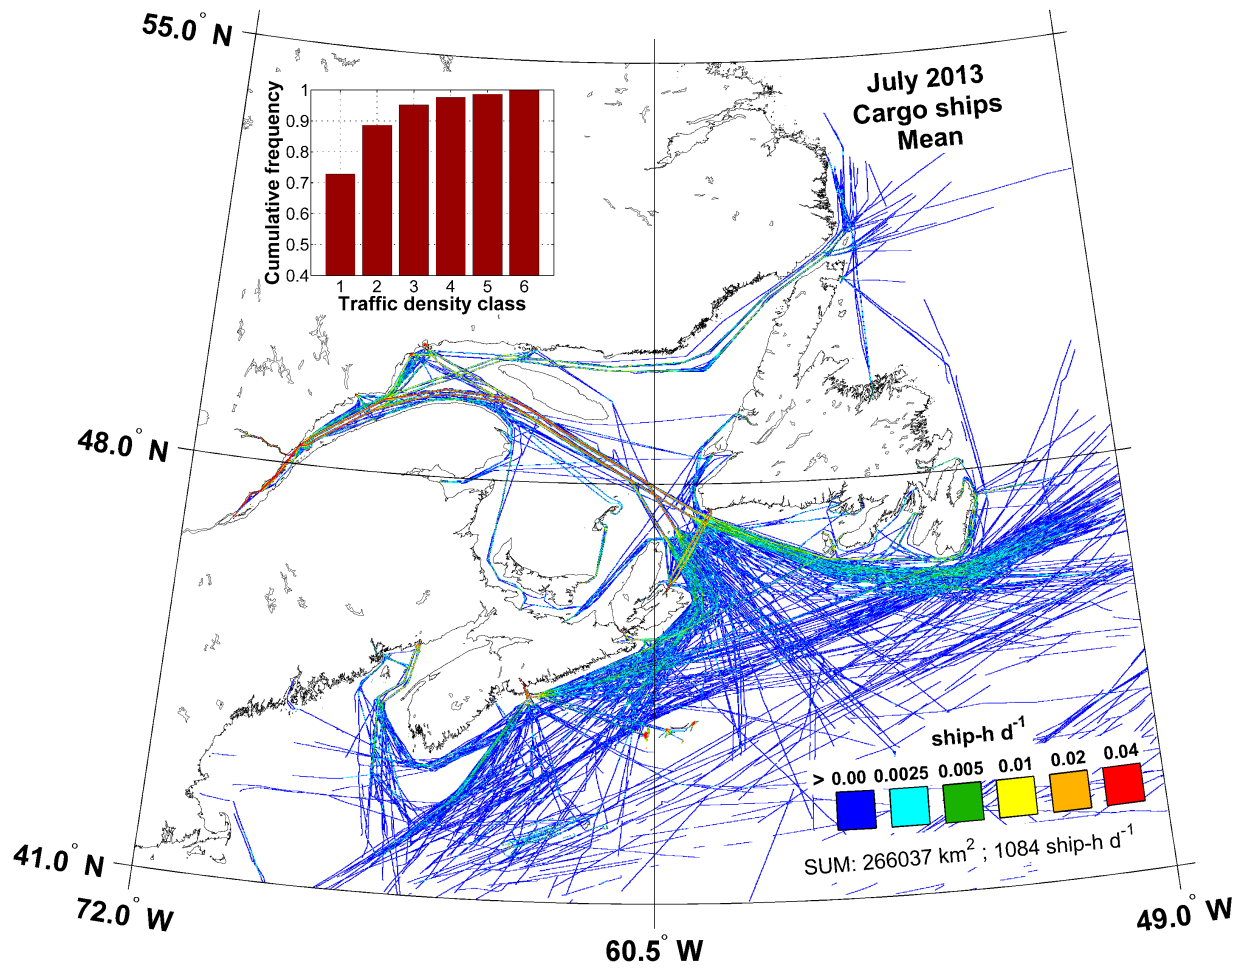 55.0° N
July 2013
Cargo ships
Mean
Cumulative frequency
1
0.9
0.8
0.7
0.6
0.5
0.4
1 2 3 4 5 6
Traffic density class
48.0° N
ship-h d-1
> 0.00 0.0025 0.005 0.01 0.02 0.04
SUM: 266037 km2 ; 1084 ship-h d-1
41.0° N
72.0° W
60.5° W
49.0° W